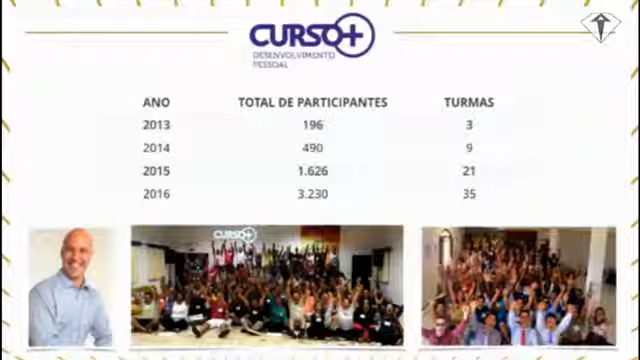 CURSO+
DESENVOLVIMENTO
PESSOAL
ANO TOTAL DE PARTICIPANTES TURMAS
2013 196 3
2014 490 9
2015 1.626 21
2016 3.230 35
CURSO+